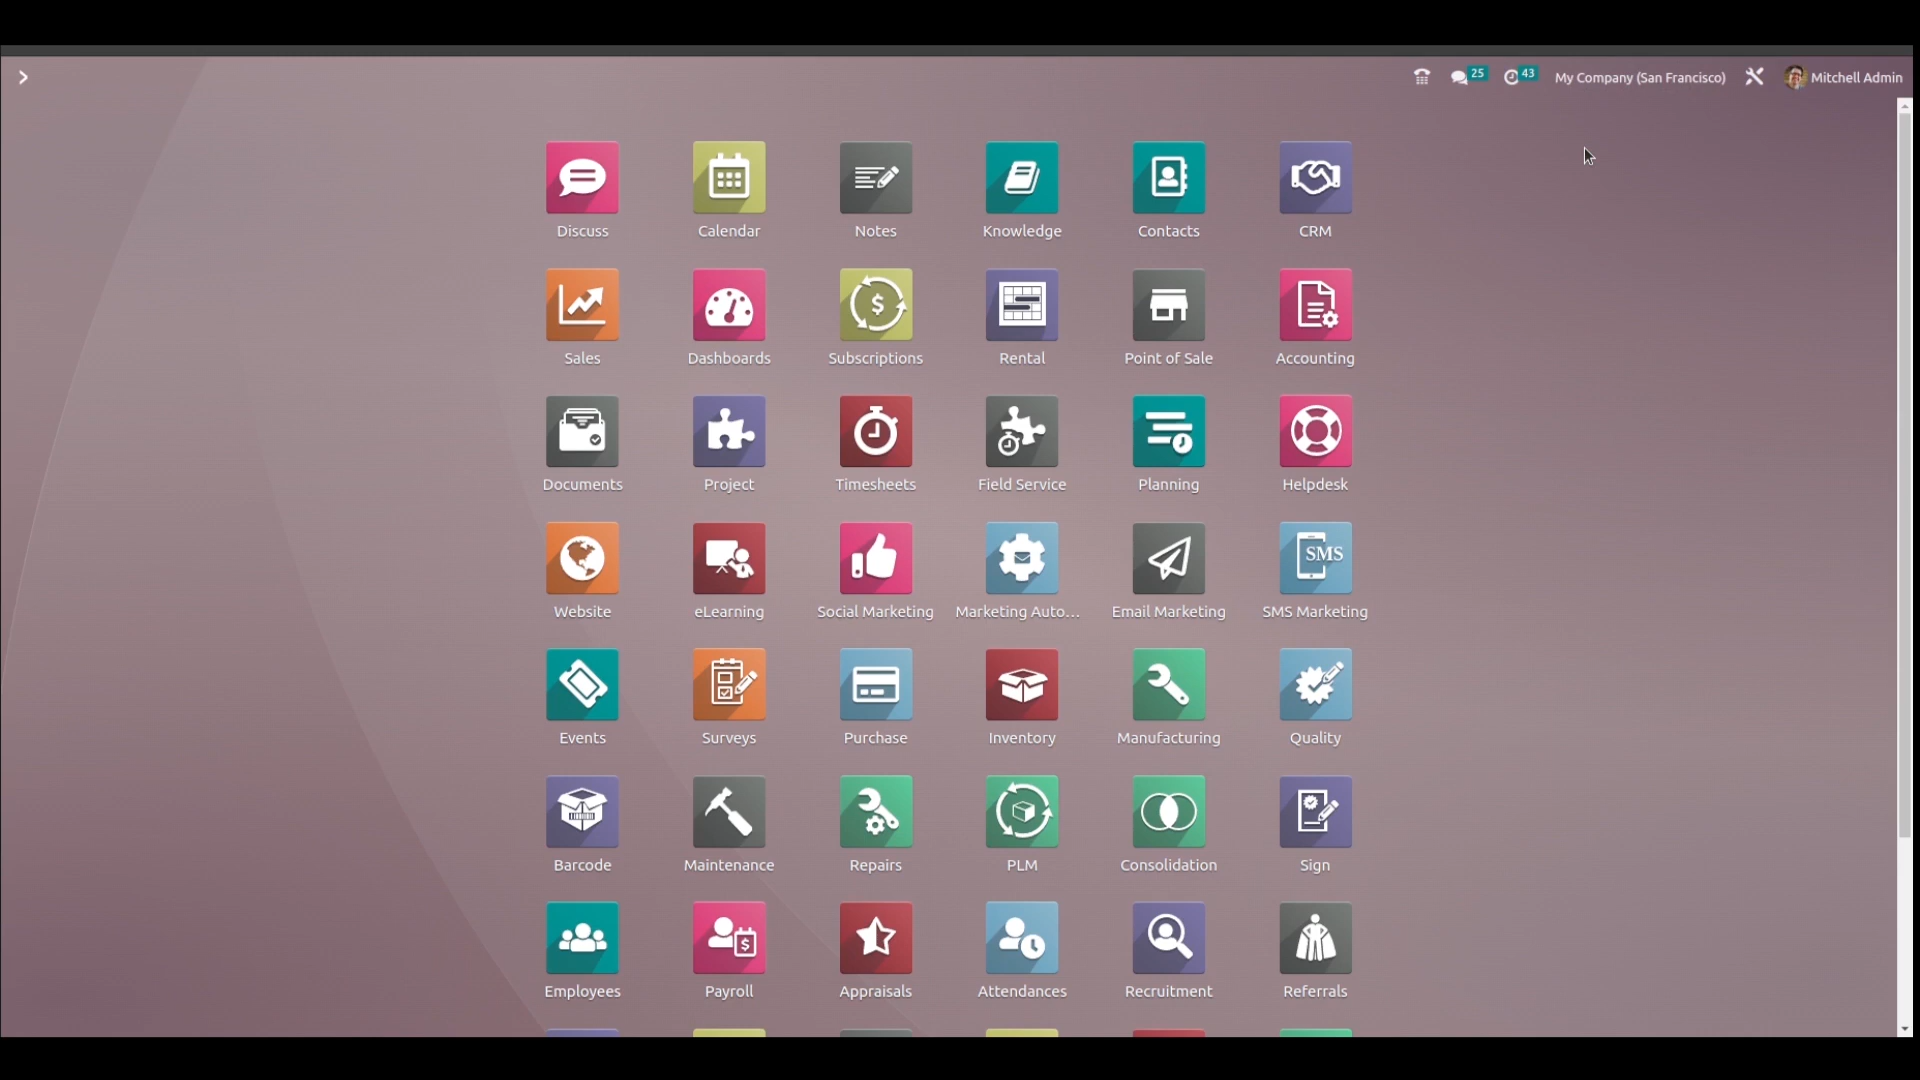 25 43 My Company (San Francisco) Mitchell Admin
Discuss Calendar Notes Knowledge Contacts CRM
Sales Dashboards Subscriptions Rental Point of Sale Accounting
Documents Project Timesheets Field Service Planning Helpdesk
SMS
Website eLearning Social Marketing Marketing Auto... Email Marketing SMS Marketing
Events Surveys Purchase Inventory Manufacturing Quality
Barcode Maintenance Repairs PLM Consolidation Sign
Employees Payroll Appraisals Attendances Recruitment Referrals